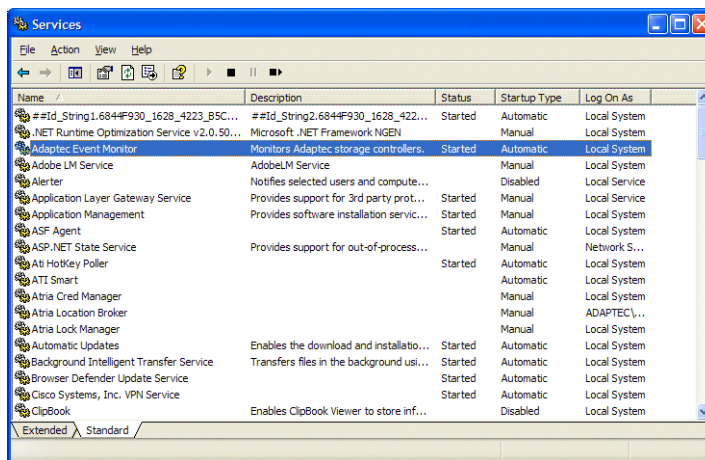 Services
File Action View Help
Name Description Status Startup Type Log On As
##Id_String1.6844F930_1628_4223_B5C... ##Id_String2.6844F930_1628_422... Started Automatic Local System
.NET Runtime Optimization Service v2.0.50... Microsoft .NET Framework NGEN Manual Local System
Adaptec Event Monitor Monitors Adaptec storage controllers. Started Automatic Local System
Adobe LM Service AdobeLM Service Manual Local System
Alerter Notifies selected users and compute... Disabled Local Service
Application Layer Gateway Service Provides support for 3rd party prot... Started Manual Local Service
Application Management Provides software installation servic... Started Manual Local System
ASF Agent Started Automatic Local System
ASP.NET State Service Provides support for out-of-process... Manual Network S...
Ati HotKey Poller Started Automatic Local System
ATI Smart Automatic Local System
Atria Cred Manager Manual Local System
Atria Location Broker Manual ADAPTEC\...
Atria Lock Manager Manual Local System
Automatic Updates Enables the download and installatio... Started Automatic Local System
Background Intelligent Transfer Service Transfers files in the background usi... Started Manual Local System
Browser Defender Update Service Started Automatic Local System
Cisco Systems, Inc. VPN Service Started Automatic Local System
ClipBook Enables ClipBook Viewer to store inf... Disabled Local System
Extended Standard